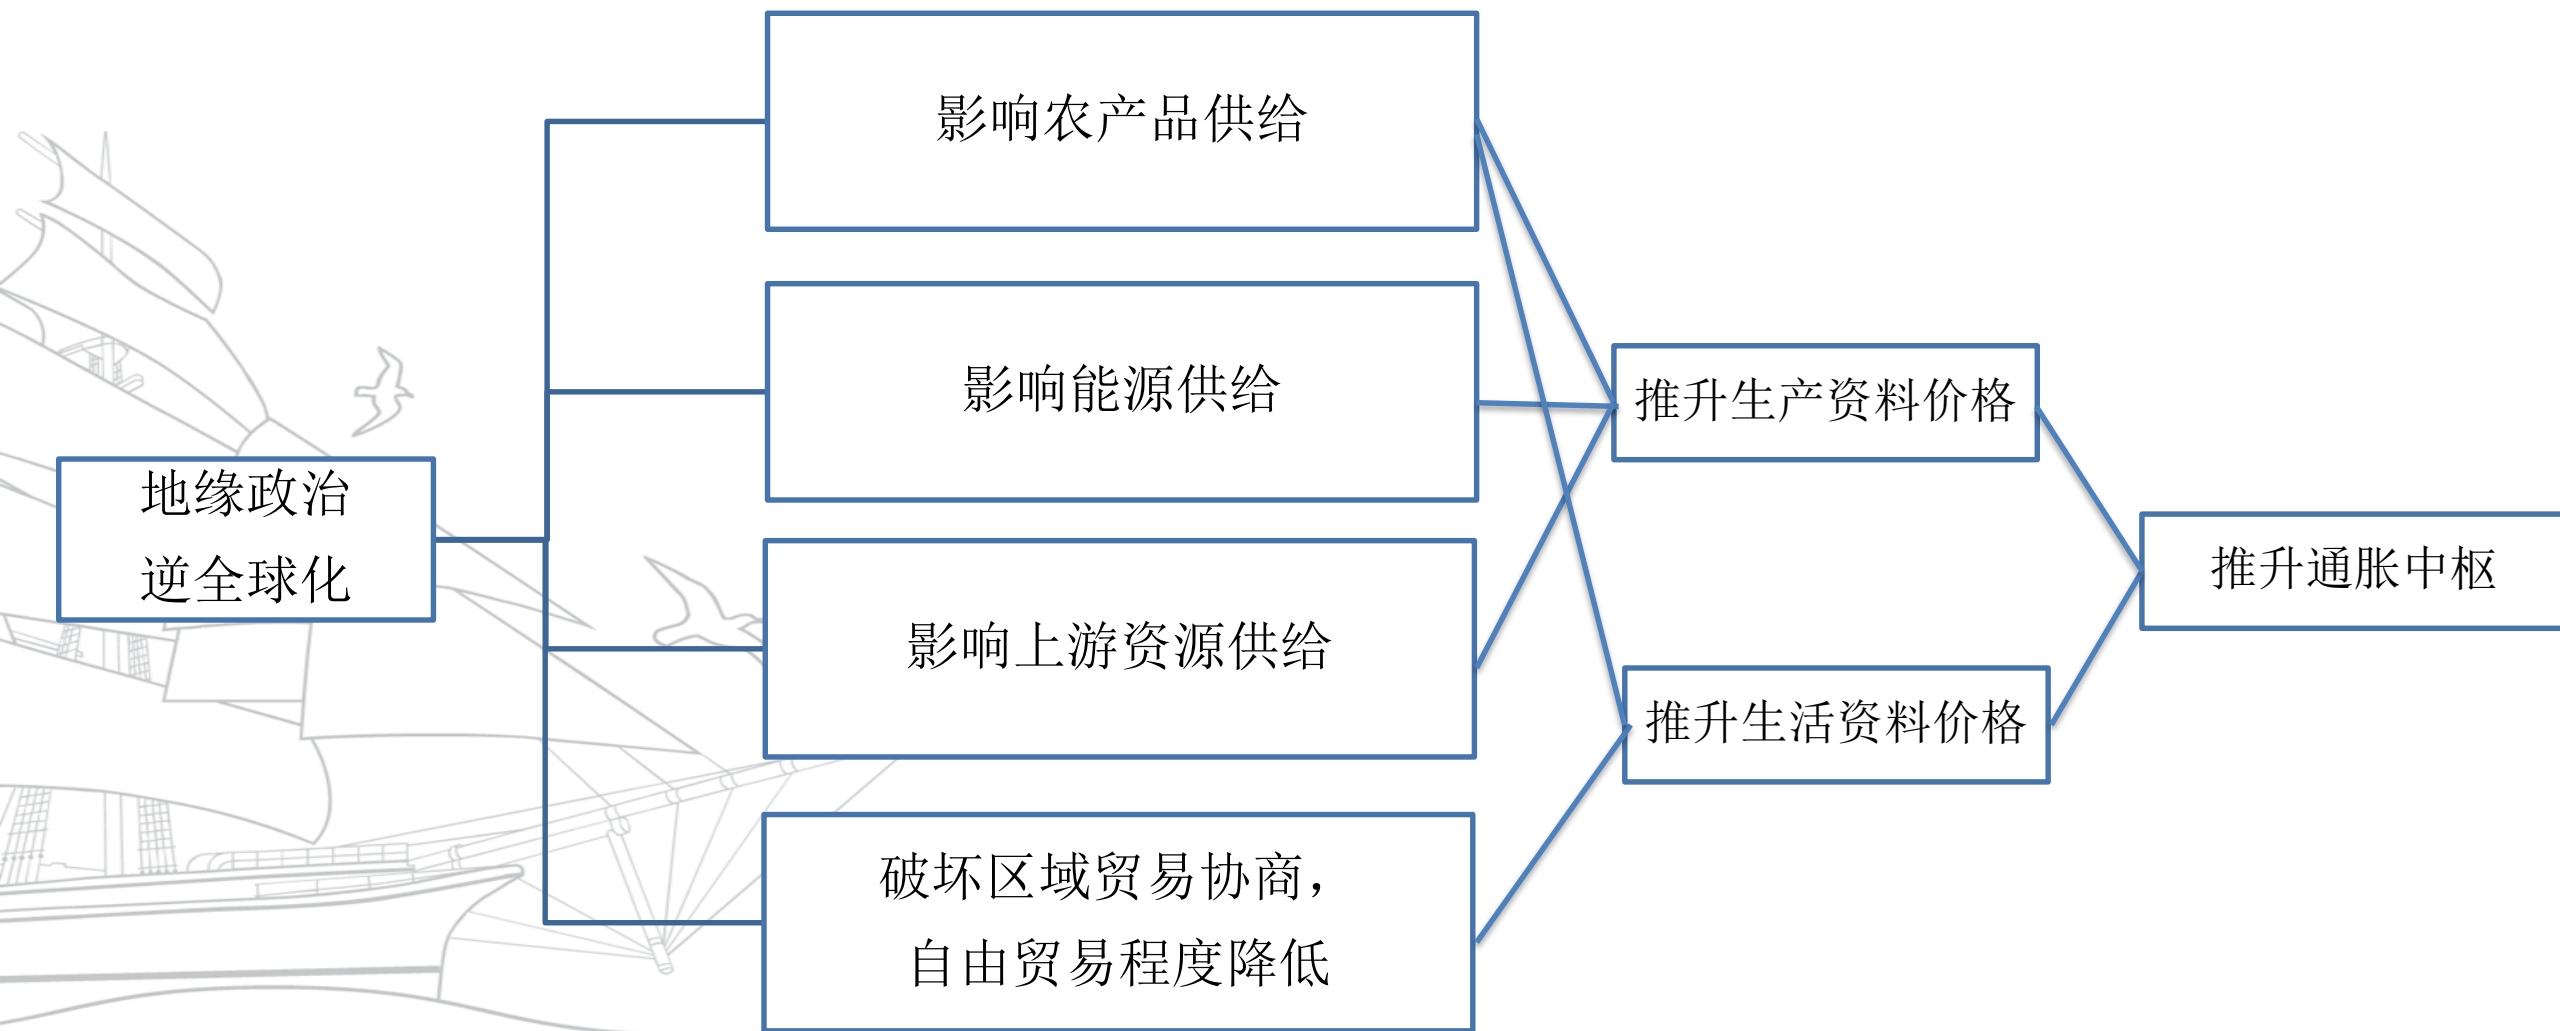 影响农产品供给
影响能源供给
推升生产资料价格
地缘政治
逆全球化
推升通胀中枢
影响上游资源供给
推升生活资料价格
破坏区域贸易协商，
自由贸易程度降低